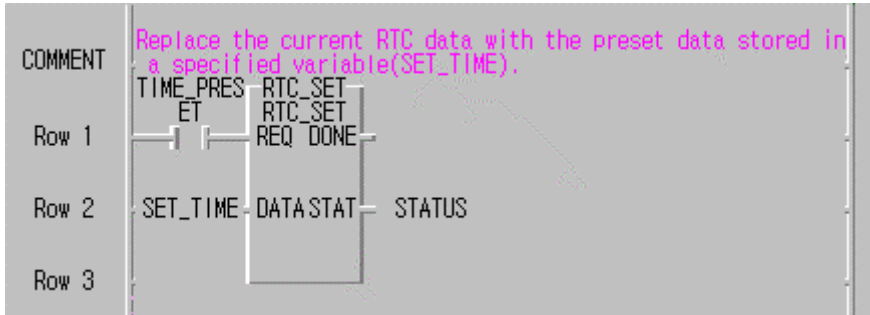 COMMENT
Replace the current RTC data with the preset data stored in
a specified variable(SET_TIME).
TIME_PRES RTC_SET
ET RTC_SET
Row 1 REQ DONE
Row 2 SET_TIME DATA STAT STATUS
Row 3